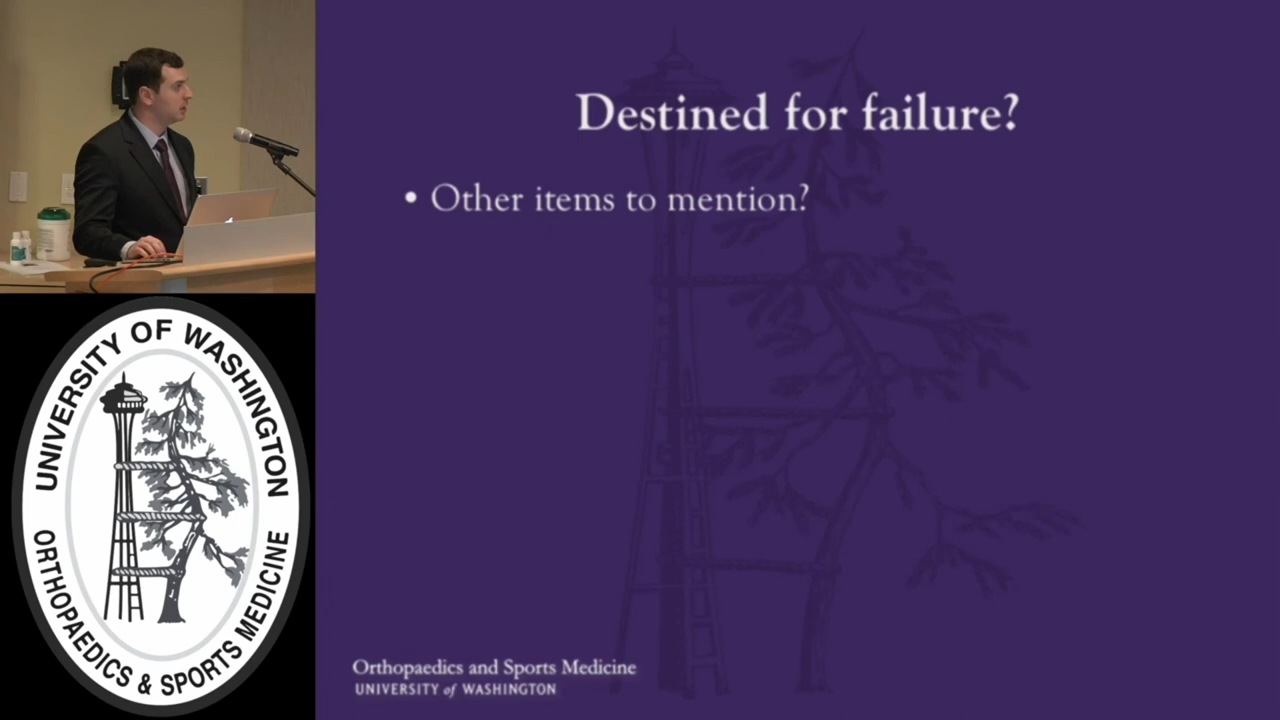 Destined for failure?
• Other items to mention?
Orthopaedics and Sports Medicine
UNIVERSITY of WASHINGTON
UNIVERSITY OF WASHINGTON
ORTHOPAEDICS & SPORTS MEDICINE